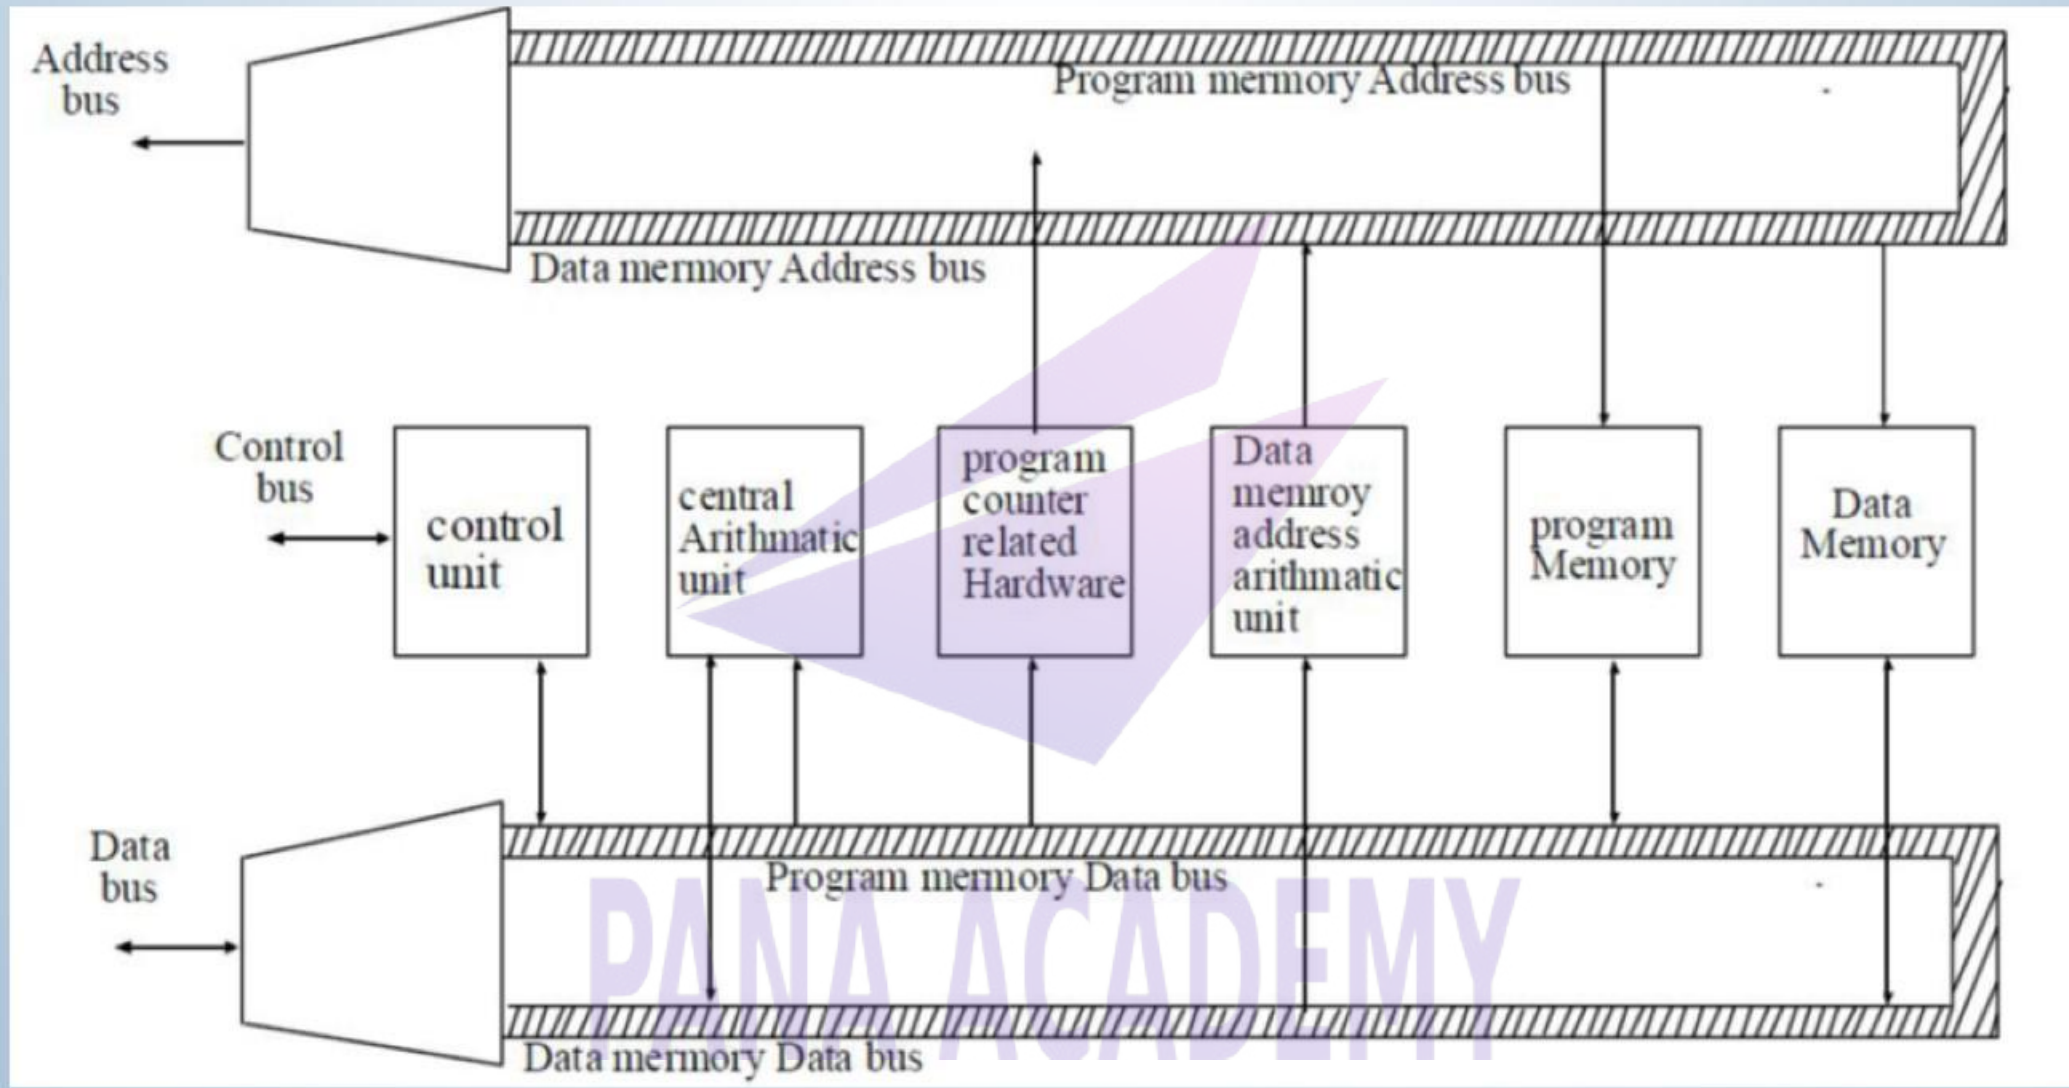 Address
bus
Program mermory Address bus
Data mermory Address bus
Control
bus
control
unit
central
Arithmatic
unit
program
counter
related
Hardware
Data
memroy
address
arithmatic
unit
program
Memory
Data
Memory
Data
bus
Program mermory Data bus
PANA ACADEMY
Data mermory Data bus